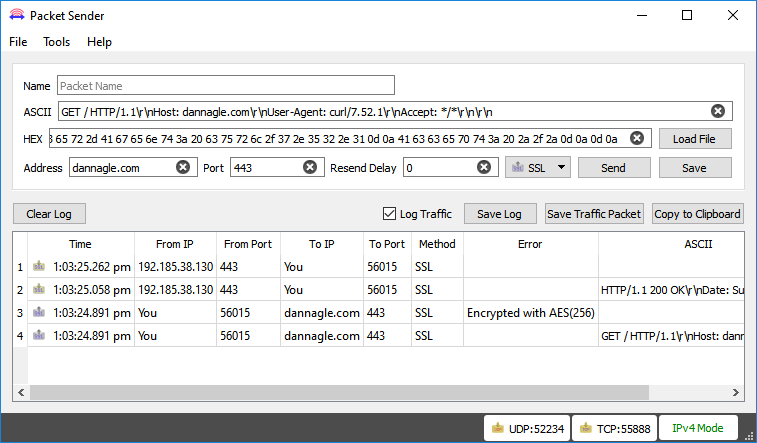 Packet Sender
File Tools Help
Name Packet Name
ASCII GET / HTTP/1.1\r\nHost: dannagle.com\r\nUser-Agent: curl/7.52.1\r\nAccept: */*\r\n\r\n
HEX 3 65 72 2d 41 67 65 6e 74 3a 20 63 75 72 6c 2f 37 2e 35 32 2e 31 0d 0a 41 63 63 65 70 74 3a 20 2a 2f 2a 0d 0a 0d 0a Load File
Address dannagle.com Port 443 Resend Delay 0 SSL Send Save
Clear Log Log Traffic Save Log Save Traffic Packet Copy to Clipboard
Time From IP From Port To IP To Port Method Error ASCII
1 1:03:25.262 pm 192.185.38.130 443 You 56015 SSL
2 1:03:25.058 pm 192.185.38.130 443 You 56015 SSL HTTP/1.1 200 OK\r\nDate: Su
3 1:03:24.891 pm You 56015 dannagle.com 443 SSL Encrypted with AES(256)
4 1:03:24.891 pm You 56015 dannagle.com 443 SSL GET / HTTP/1.1\r\nHost: dann
UDP:52234 TCP:55888 IPv4 Mode